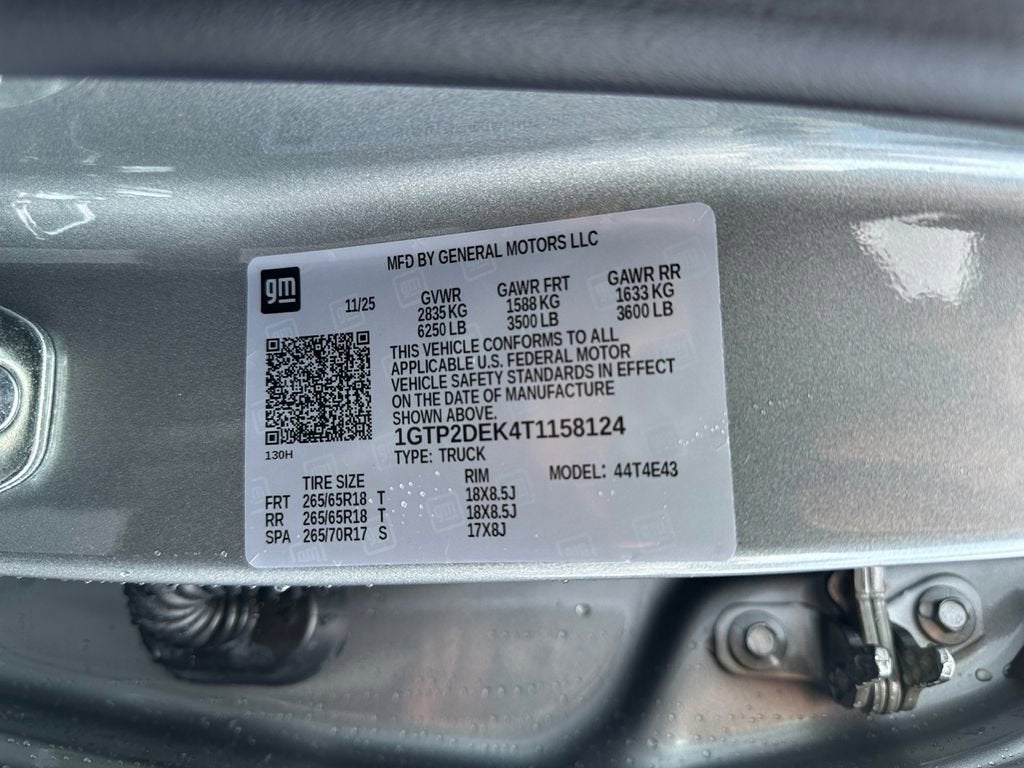 MFD BY GENERAL MOTORS LLC
gm
11/25 GVWR GAWR FRT GAWR RR
2835 KG 1588 KG 1633 KG
6250 LB 3500 LB 3600 LB
THIS VEHICLE CONFORMS TO ALL
APPLICABLE U.S. FEDERAL MOTOR
VEHICLE SAFETY STANDARDS IN EFFECT
ON THE DATE OF MANUFACTURE
SHOWN ABOVE.
1GTP2DEK4T1158124
130H
TYPE: TRUCK MODEL: 44T4E43
TIRE SIZE RIM
FRT 265/65R18 T 18X8.5J
RR 265/65R18 T 18X8.5J
SPA 265/70R17 S 17X8J